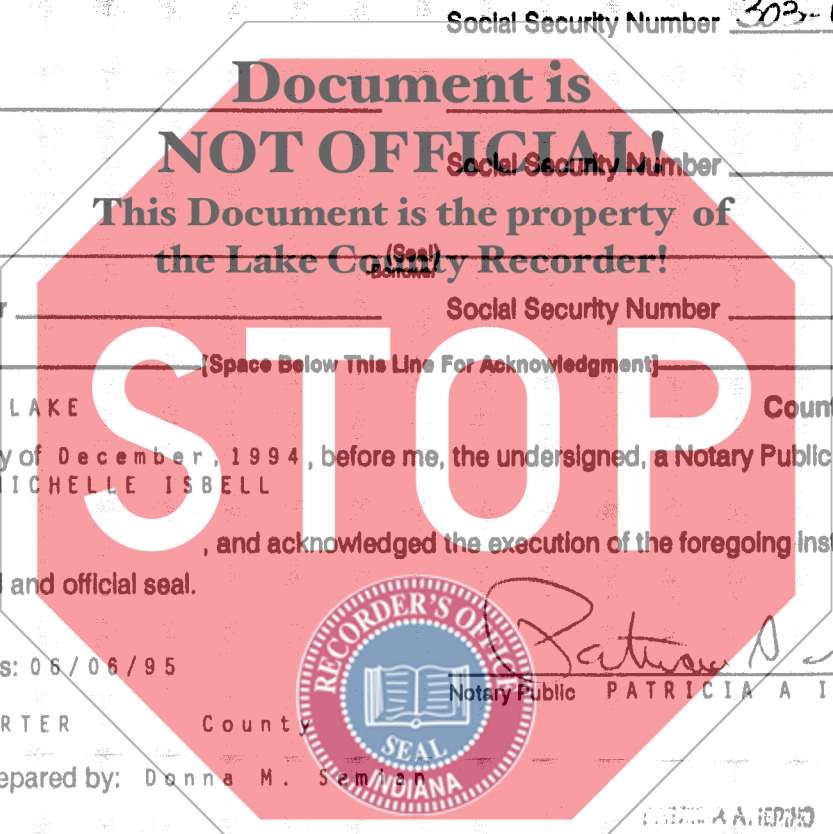 Social Security Number 303-
Document is
NOT OFFICIAL!
Social Security Number
This Document is the property of
(Seal)
the Lake County Recorder!
Borrower
Social Security Number
[Space Below This Line For Acknowledgment]
LAKE Count
y of December, 1994, before me, the undersigned, a Notary Public
MICHELLE ISBELL
STOP
, and acknowledged the execution of the foregoing inst
and official seal.
RECORDER'S OFFICE
s: 06/06/95
Notary Public PATRICIA A I
RTER County
SEAL
INDIANA
epared by: Donna M.